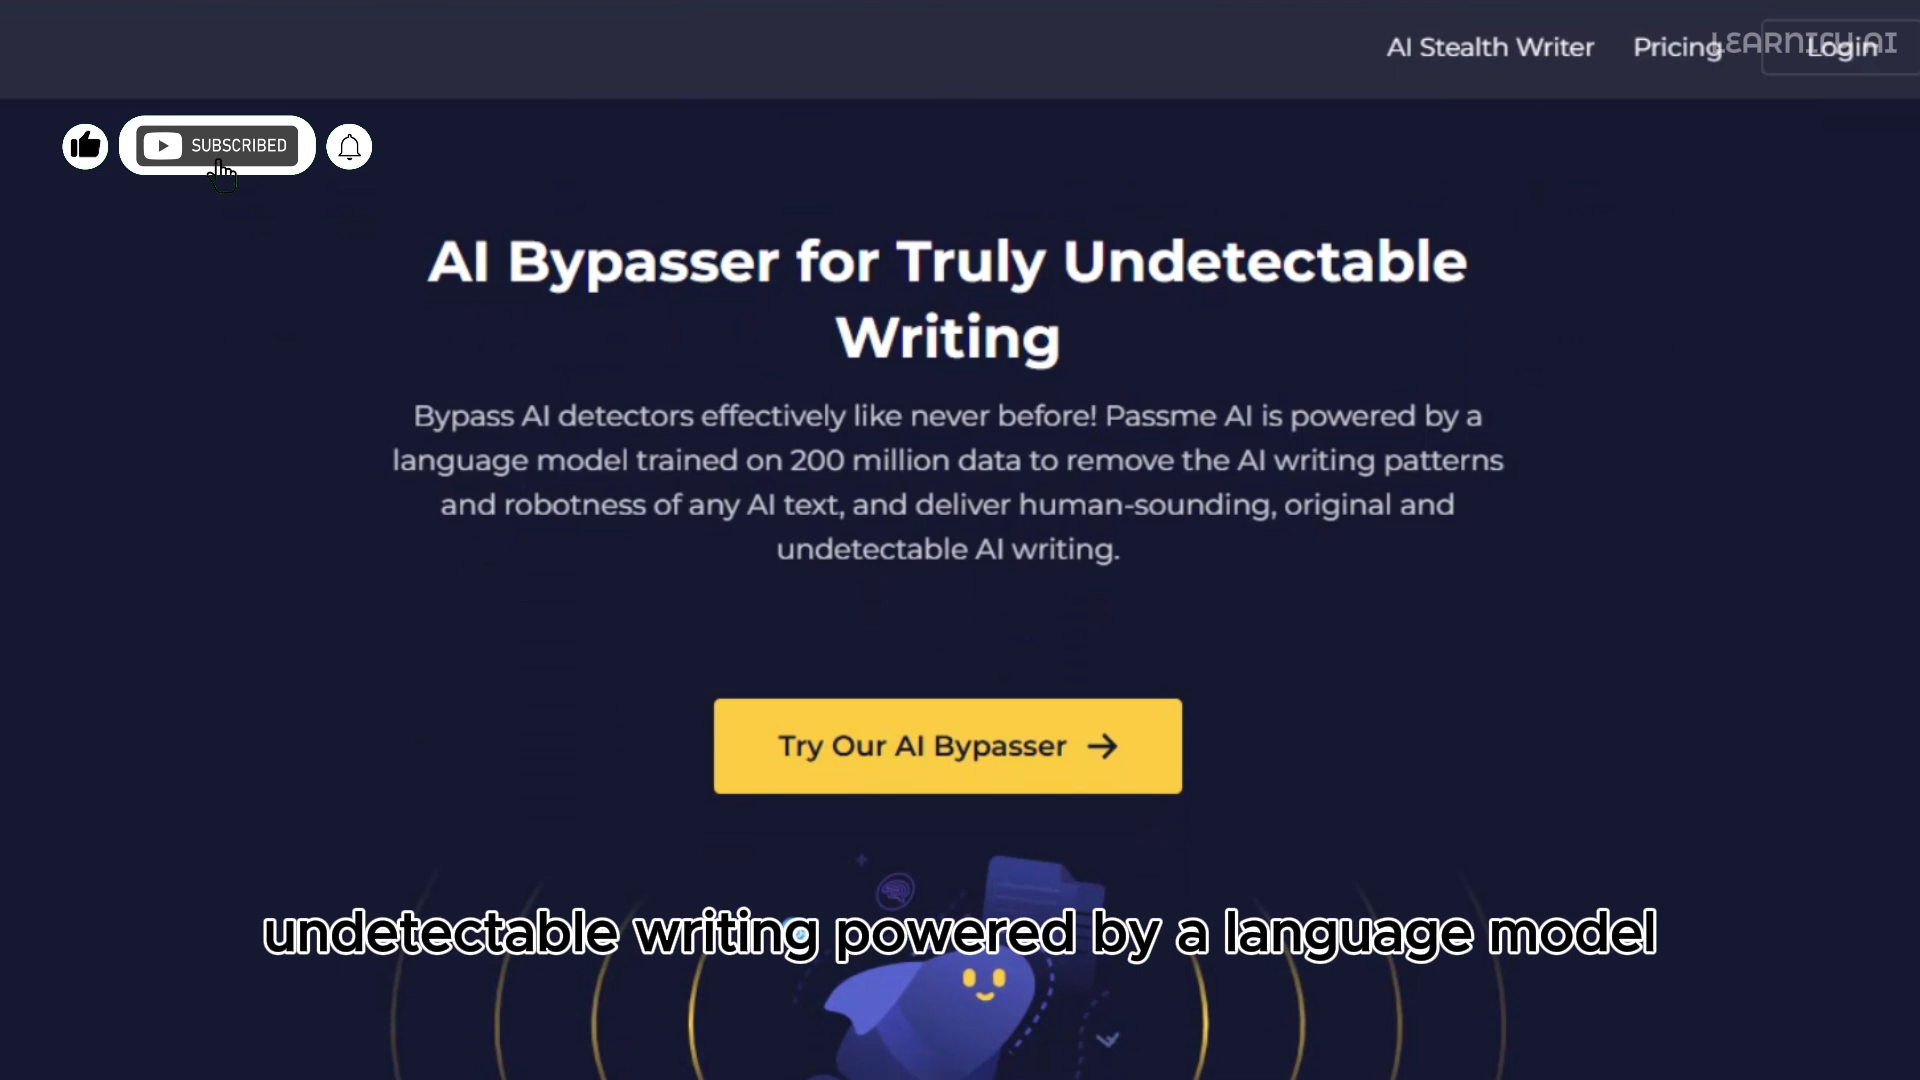 AI Stealth Writer
Pricing
Login
LEARNIFY AI
SUBSCRIBED
AI Bypasser for Truly Undetectable
Writing
Bypass AI detectors effectively like never before! Passme AI is powered by a
language model trained on 200 million data to remove the AI writing patterns
and robotness of any AI text, and deliver human-sounding, original and
undetectable AI writing.
Try Our AI Bypasser
undetectable writing powered by a language model